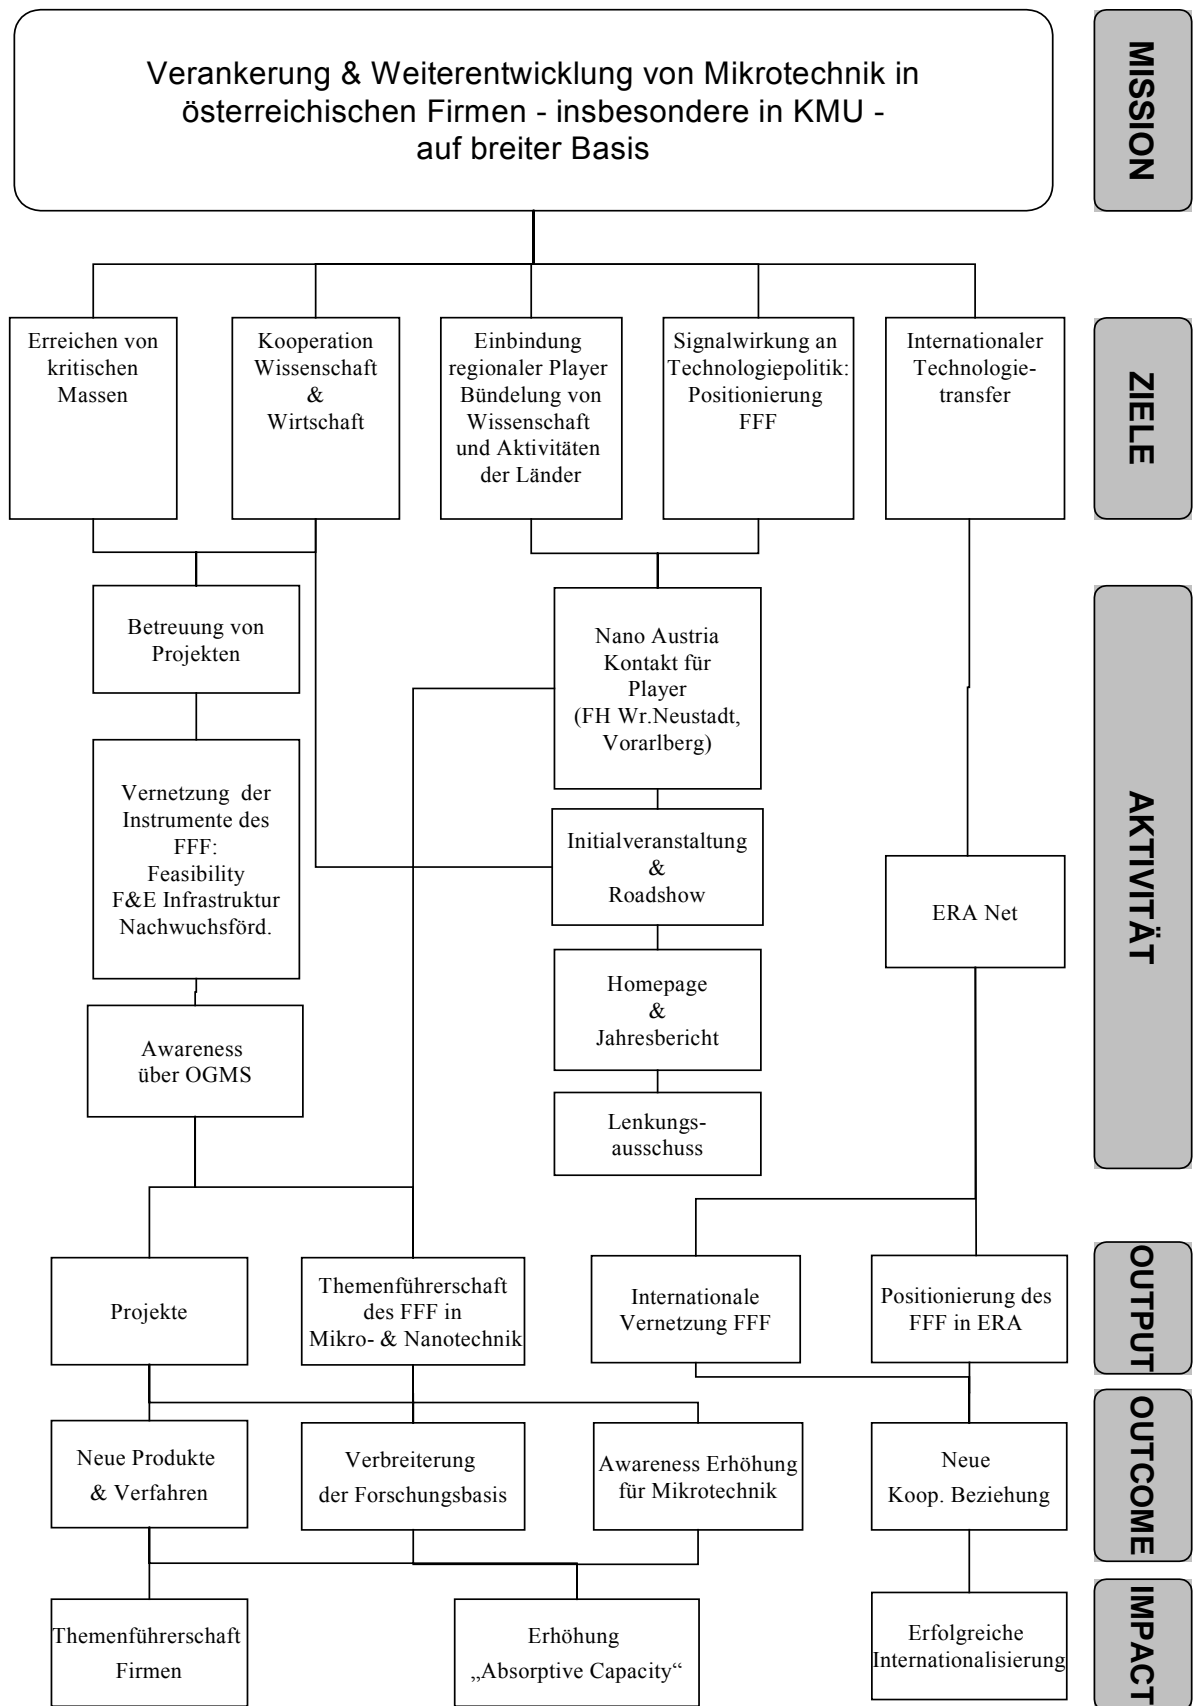 Verankerung & Weiterentwicklung von Mikrotechnik in
österreichischen Firmen - insbesondere in KMU -
auf breiter Basis
MISSION
Erreichen von
kritischen
Massen
Kooperation
Wissenschaft
&
Wirtschaft
Einbindung
regionaler Player
Bündelung von
Wissenschaft
und Aktivitäten
der Länder
Signalwirkung an
Technologiepolitik:
Positionierung
FFF
Internationaler
Technologie-
transfer
ZIELE
Betreuung von
Projekten
Vernetzung der
Instrumente des
FFF:
Feasibility
F&E Infrastruktur
Nachwuchsförd.
Awareness
über OGMS
Nano Austria
Kontakt für
Player
(FH Wr.Neustadt,
Vorarlberg)
Initialveranstaltung
&
Roadshow
Homepage
&
Jahresbericht
Lenkungs-
ausschuss
ERA Net
AKTIVITÄT
Projekte
Themenführerschaft
des FFF in
Mikro- & Nanotechnik
Internationale
Vernetzung FFF
Positionierung des
FFF in ERA
OUTPUT
Neue Produkte
& Verfahren
Verbreiterung
der Forschungsbasis
Awareness Erhöhung
für Mikrotechnik
Neue
Koop. Beziehung
OUTCOME
Themenführerschaft
Firmen
Erhöhung
„Absorptive Capacity“
Erfolgreiche
Internationalisierung
IMPACT